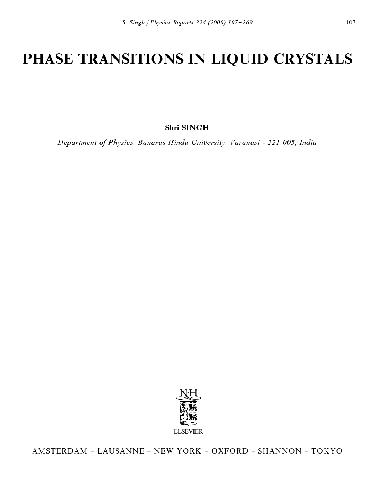 S. Singh / Physics Reports 324 (2000) 107–269 107
PHASE TRANSITIONS IN LIQUID CRYSTALS
Shri SINGH
Department of Physics, Banaras Hindu University, Varanasi - 221 005, India
NH
ELSEVIER
AMSTERDAM – LAUSANNE – NEW YORK – OXFORD – SHANNON – TOKYO